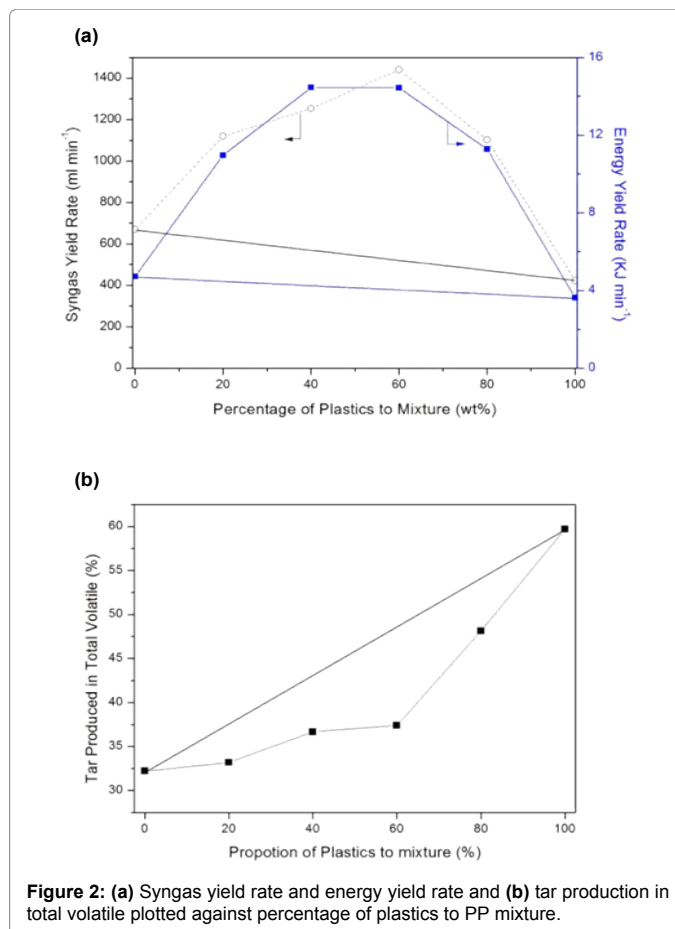 (a)
1400
1200
1000
800
600
400
200
0
Syngas Yield Rate (ml min⁻¹)
16
12
8
4
0
Energy Yield Rate (KJ min⁻¹)
0 20 40 60 80 100
Percentage of Plastics to Mixture (wt%)
(b)
60
55
50
45
40
35
30
Tar Produced in Total Volatile (%)
0 20 40 60 80 100
Propotion of Plastics to mixture (%)
Figure 2: (a) Syngas yield rate and energy yield rate and (b) tar production in
total volatile plotted against percentage of plastics to PP mixture.